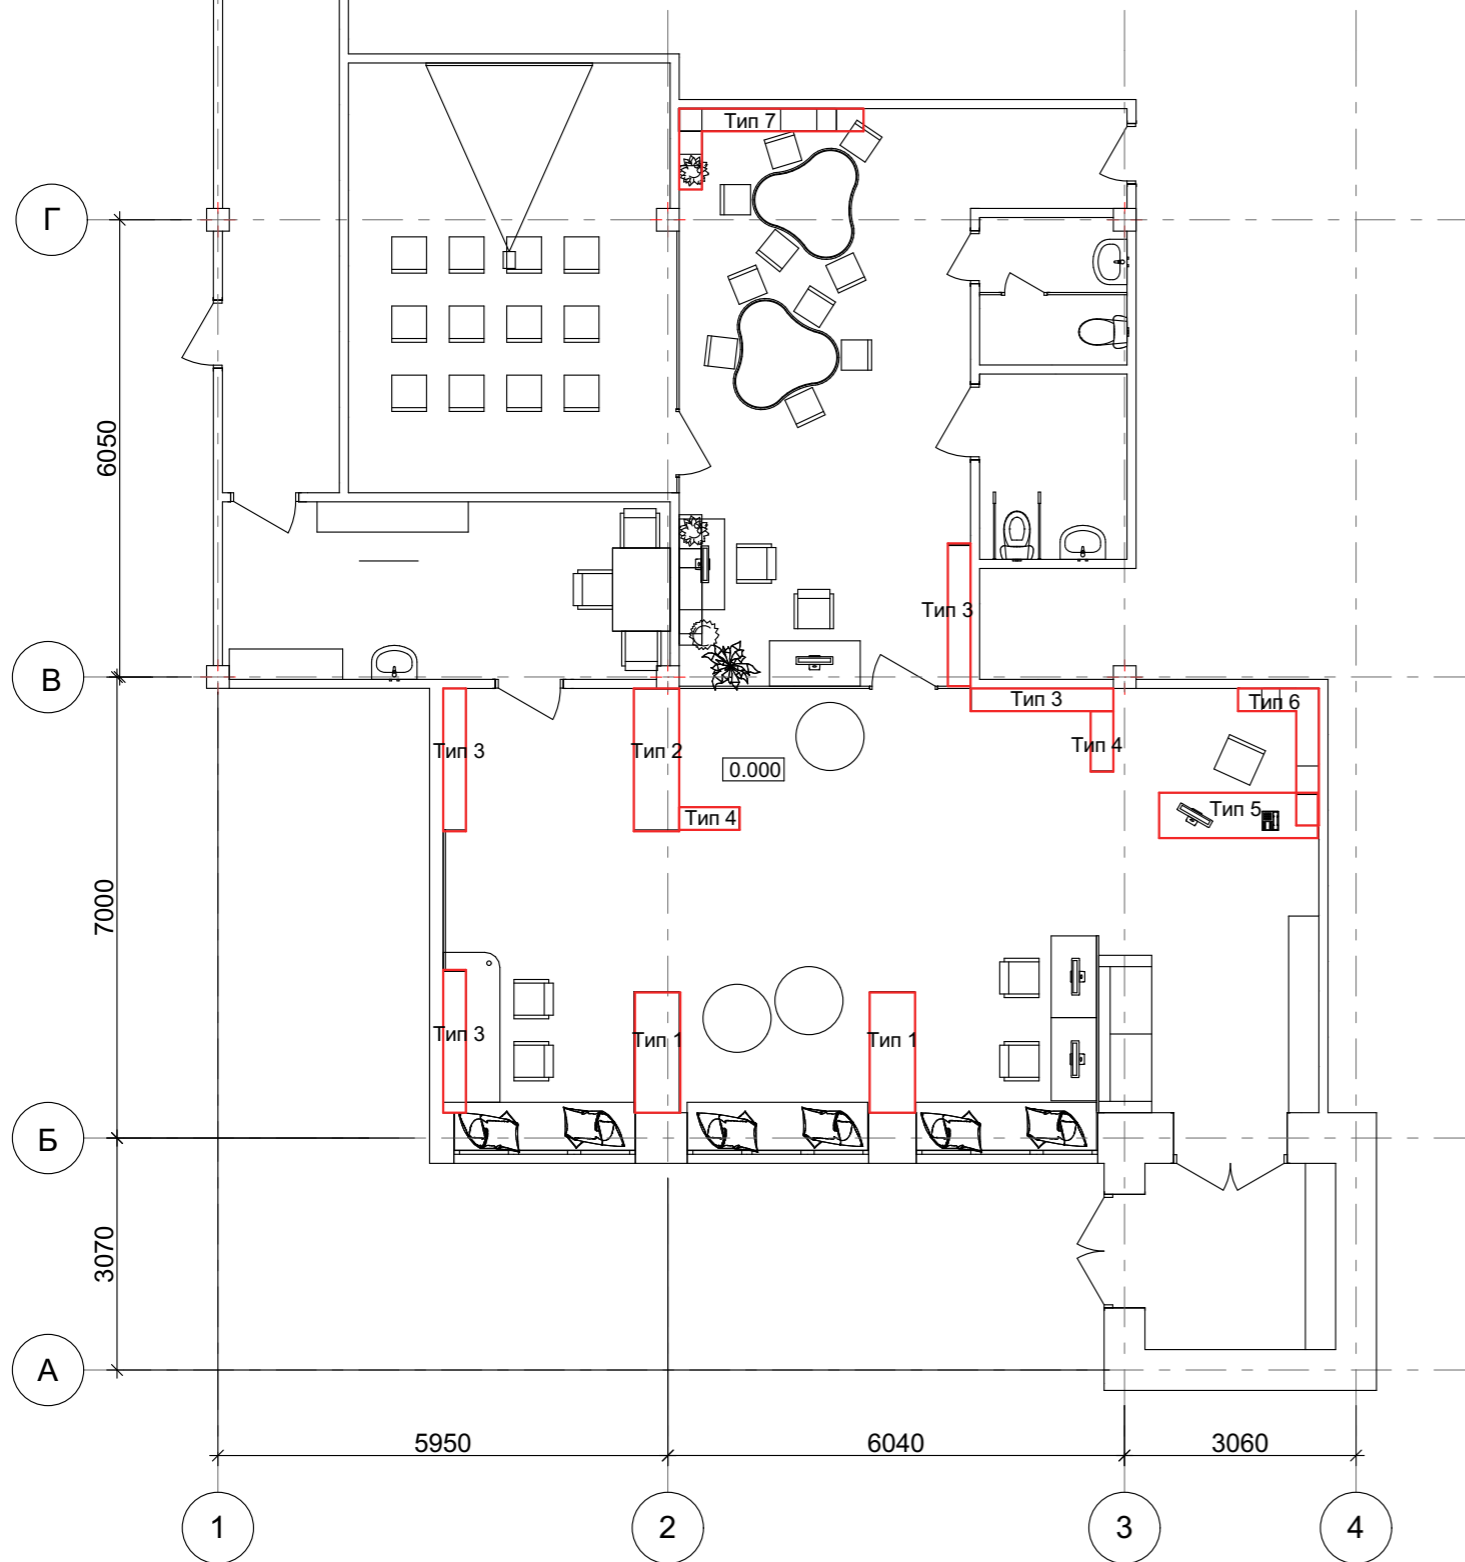 Тип 7
Г
6050
Тип 3
В
Тип 3
Тип 6
Тип 3
Тип 2
Тип 4
0.000
Тип 4
Тип 5
7000
Тип 3
Тип 1
Тип 1
Б
3070
А
5950
6040
3060
1
2
3
4